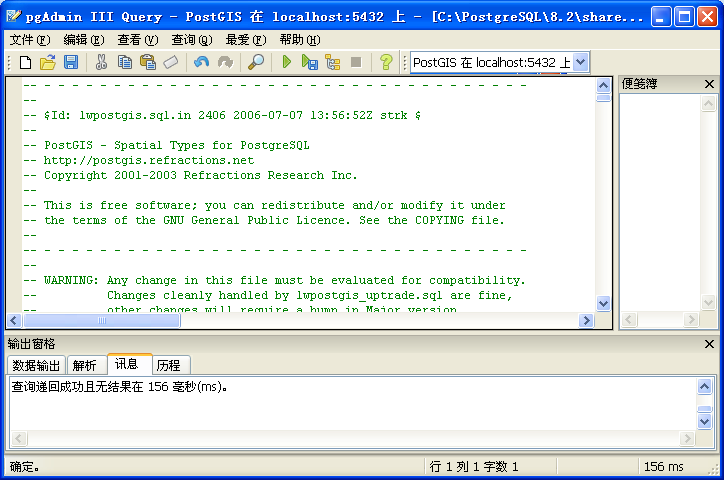 pgAdmin III Query - PostGIS 在 localhost:5432 上 - [C:\PostgreSQL\8.2\share...
文件(F) 编辑(E) 查看(V) 查询(Q) 最爱(F) 帮助(H)
PostGIS 在 localhost:5432 上
-- - - - - - - - - - - - - - - - - - - - - - - - - - - - - - - - - -
--
-- $Id: lwpostgis.sql.in 2406 2006-07-07 13:56:52Z strk $
--
-- PostGIS - Spatial Types for PostgreSQL
-- http://postgis.refractions.net
-- Copyright 2001-2003 Refractions Research Inc.
--
-- This is free software; you can redistribute and/or modify it under
-- the terms of the GNU General Public Licence. See the COPYING file.
--
-- - - - - - - - - - - - - - - - - - - - - - - - - - - - - - - - - -
--
-- WARNING: Any change in this file must be evaluated for compatibility.
-- Changes cleanly handled by lwpostgis_uptrade.sql are fine,
-- other changes will require a bump in Major version
便笺簿
输出窗格
数据输出 解析 讯息 历程
查询递回成功且无结果在 156 毫秒(ms)。
确定。 行 1 列 1 字数 1 156 ms